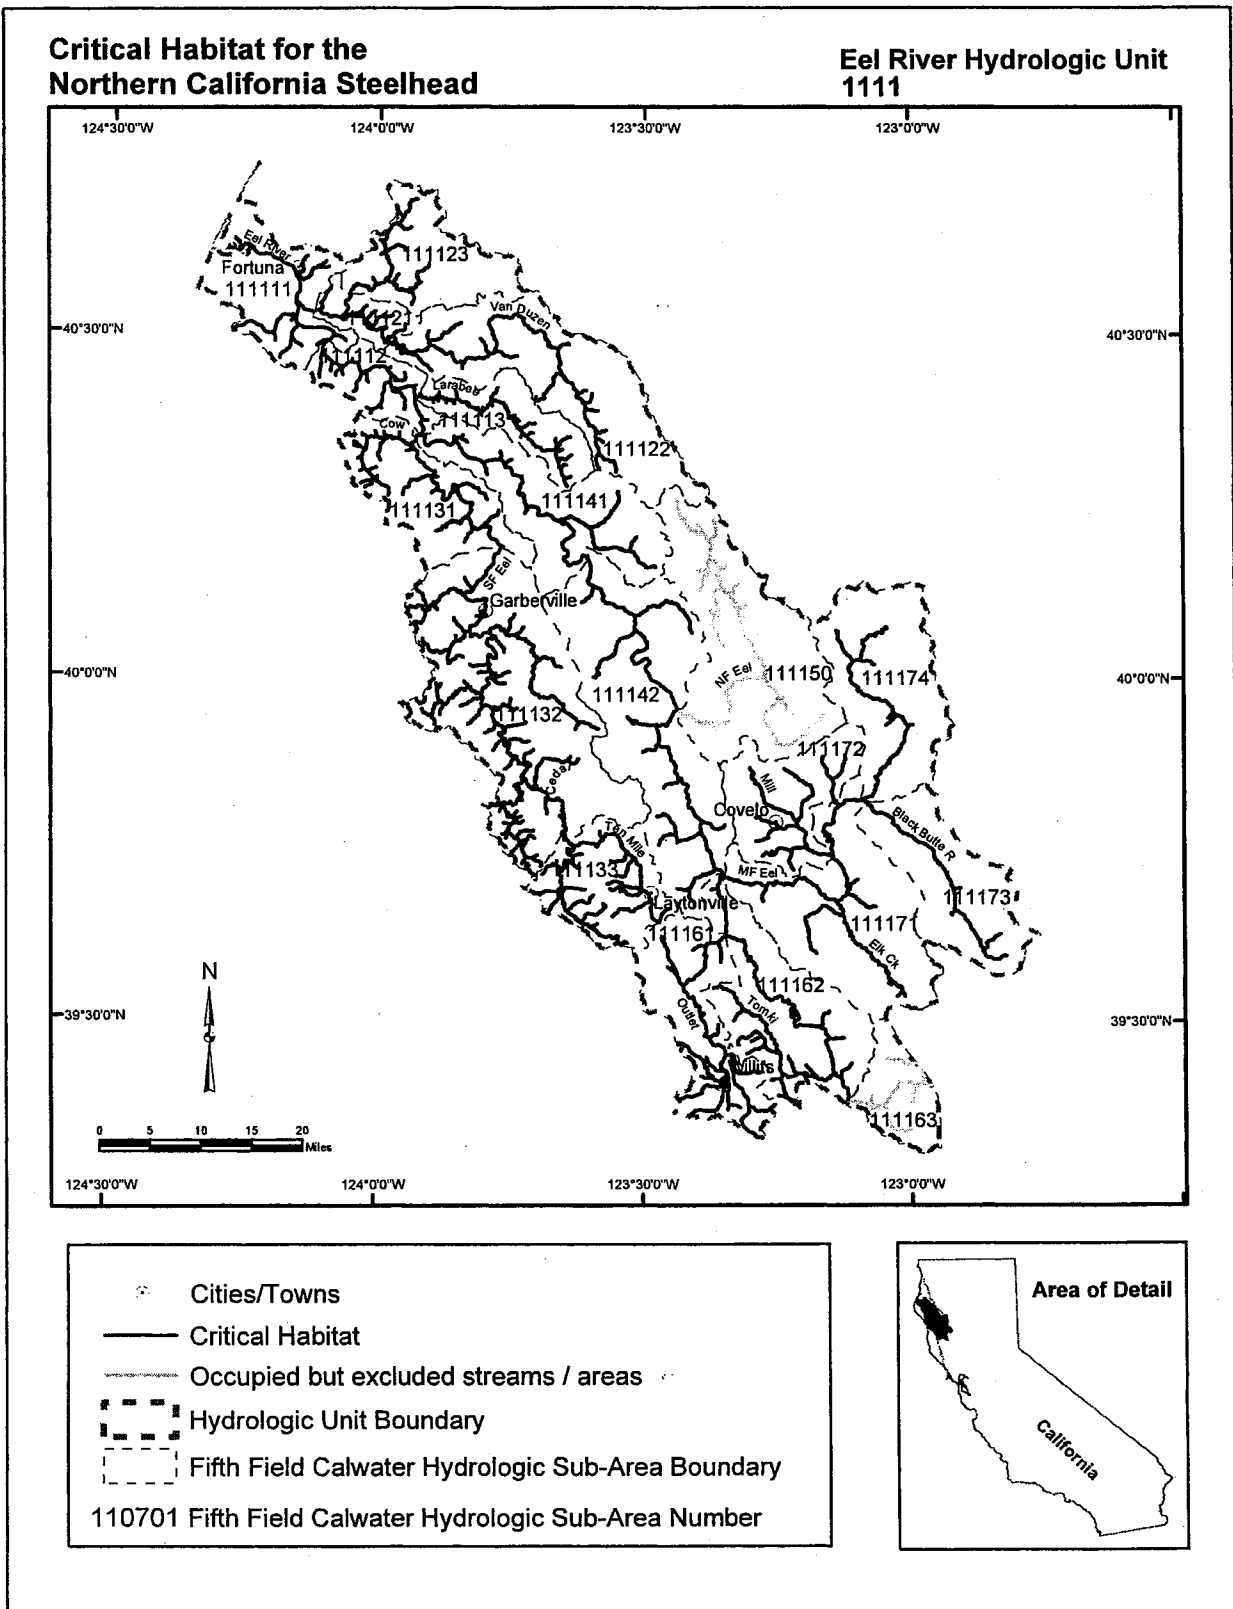 Critical Habitat for the
Northern California Steelhead
Eel River Hydrologic Unit
1111
124°30'0"W
124°0'0"W
123°30'0"W
123°0'0"W
111123
Eel River
Fortuna
111111
Van Duzen
40°30'0"N
40°30'0"N
111121
111112
Larabee
Cow
111113
111122
111141
111131
SF Eel
Garberville
40°0'0"N
40°0'0"N
NF Eel
111150
111174
111142
111132
111172
Cedar
Mill
Covelo
Black Butte R
Ten Mile
111133
MF Eel
111173
Laytonville
111171
111161
Elk Ck
N
111162
Outlet
Tomki
39°30'0"N
39°30'0"N
Willits
111163
0 5 10 15 20
Miles
124°30'0"W
124°0'0"W
123°30'0"W
123°0'0"W
Cities/Towns
Critical Habitat
Occupied but excluded streams / areas
Hydrologic Unit Boundary
Fifth Field Calwater Hydrologic Sub-Area Boundary
110701 Fifth Field Calwater Hydrologic Sub-Area Number
Area of Detail
California